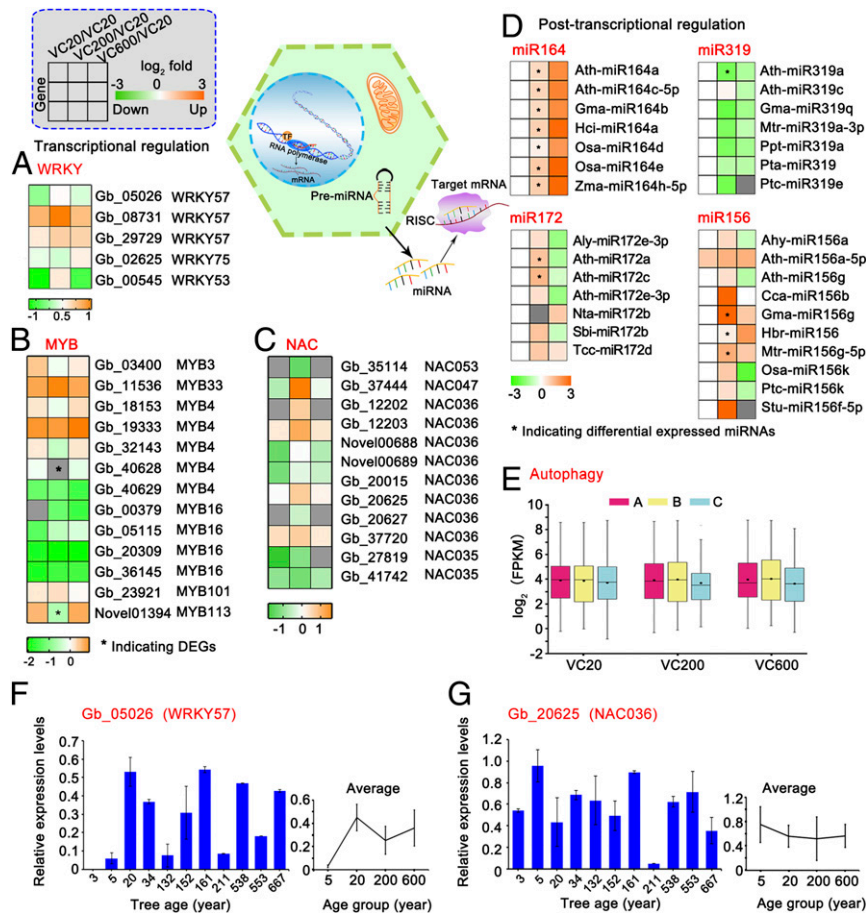 VC20/VC20
VC200/VC20
VC600/VC20
Gene
log2 fold
-3 3
Down Up
Transcriptional regulation
TF
RNA polymerase
mRNA
Pre-miRNA
Target mRNA
RISC
miRNA
A
WRKY
Gb_05026 WRKY57
Gb_08731 WRKY57
Gb_29729 WRKY57
Gb_02625 WRKY75
Gb_00545 WRKY53
-1 0.5 1
B
MYB
Gb_03400 MYB3
Gb_11536 MYB33
Gb_18153 MYB4
Gb_19333 MYB4
Gb_32143 MYB4
* Gb_40628 MYB4
Gb_40629 MYB4
Gb_00379 MYB16
Gb_05115 MYB16
Gb_20309 MYB16
Gb_36145 MYB16
Gb_23921 MYB101
* Novel01394 MYB113
-2 -1 0
* Indicating DEGs
C
NAC
Gb_35114 NAC053
Gb_37444 NAC047
Gb_12202 NAC036
Gb_12203 NAC036
Novel00688 NAC036
Novel00689 NAC036
Gb_20015 NAC036
Gb_20625 NAC036
Gb_20627 NAC036
Gb_37720 NAC036
Gb_27819 NAC035
Gb_41742 NAC035
-1 0 1
D
Post-transcriptional regulation
miR164
* Ath-miR164a
* Ath-miR164c-5p
* Gma-miR164b
* Hci-miR164a
* Osa-miR164d
* Osa-miR164e
* Zma-miR164h-5p
miR319
* Ath-miR319a
Ath-miR319c
Gma-miR319q
Mtr-miR319a-3p
Ppt-miR319a
Pta-miR319
Ptc-miR319e
miR172
Aly-miR172e-3p
* Ath-miR172a
* Ath-miR172c
Ath-miR172e-3p
Nta-miR172b
Sbi-miR172b
Tcc-miR172d
miR156
Ahy-miR156a
Ath-miR156a-5p
Ath-miR156g
Cca-miR156b
* Gma-miR156g
* Hbr-miR156
* Mtr-miR156g-5p
Osa-miR156k
Ptc-miR156k
Stu-miR156f-5p
-3 0 3
* Indicating differential expressed miRNAs
E
Autophagy
A B C
log2 (FPKM)
10
8
6
4
2
0
-2
VC20 VC200 VC600
F
Gb_05026 (WRKY57)
Relative expression levels
0.7
0.6
0.5
0.4
0.3
0.2
0.1
0.1
3 5 20 34 132 152 161 211 538 553 667
Tree age (year)
Average
0.6
0.4
0.2
0
5 20 200 600
Age group (year)
G
Gb_20625 (NAC036)
Relative expression levels
1.2
1.0
0.8
0.6
0.4
0.2
0
3 5 20 34 132 152 161 211 538 553 667
Tree age (year)
Average
1.2
0.8
0.4
0
5 20 200 600
Age group (year)